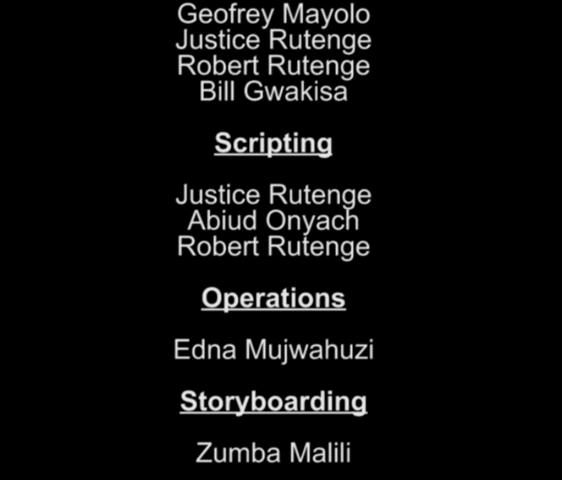 Geofrey Mayolo
Justice Rutenge
Robert Rutenge
Bill Gwakisa
Scripting
Justice Rutenge
Abiud Onyach
Robert Rutenge
Operations
Edna Mujwahuzi
Storyboarding
Zumba Malili